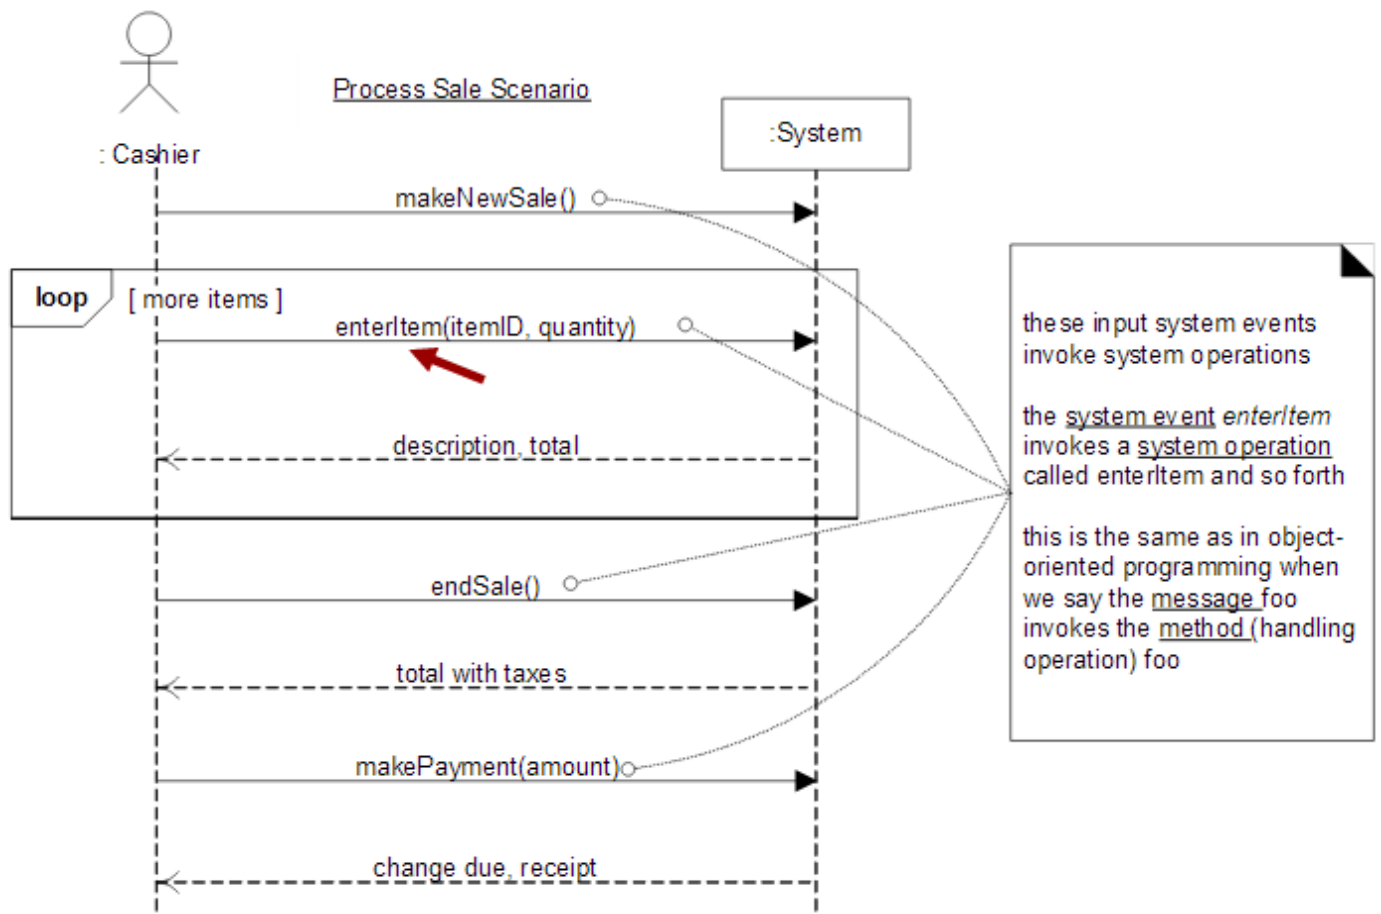 Process Sale Scenario
:System
: Cashier
makeNewSale()
loop
[ more items ]
enterItem(itemID, quantity)
description, total
endSale()
total with taxes
makePayment(amount)
change due, receipt
these input system events
invoke system operations
the system event enterItem
invokes a system operation
called enterItem and so forth
this is the same as in object-
oriented programming when
we say the message foo
invokes the method (handling
operation) foo